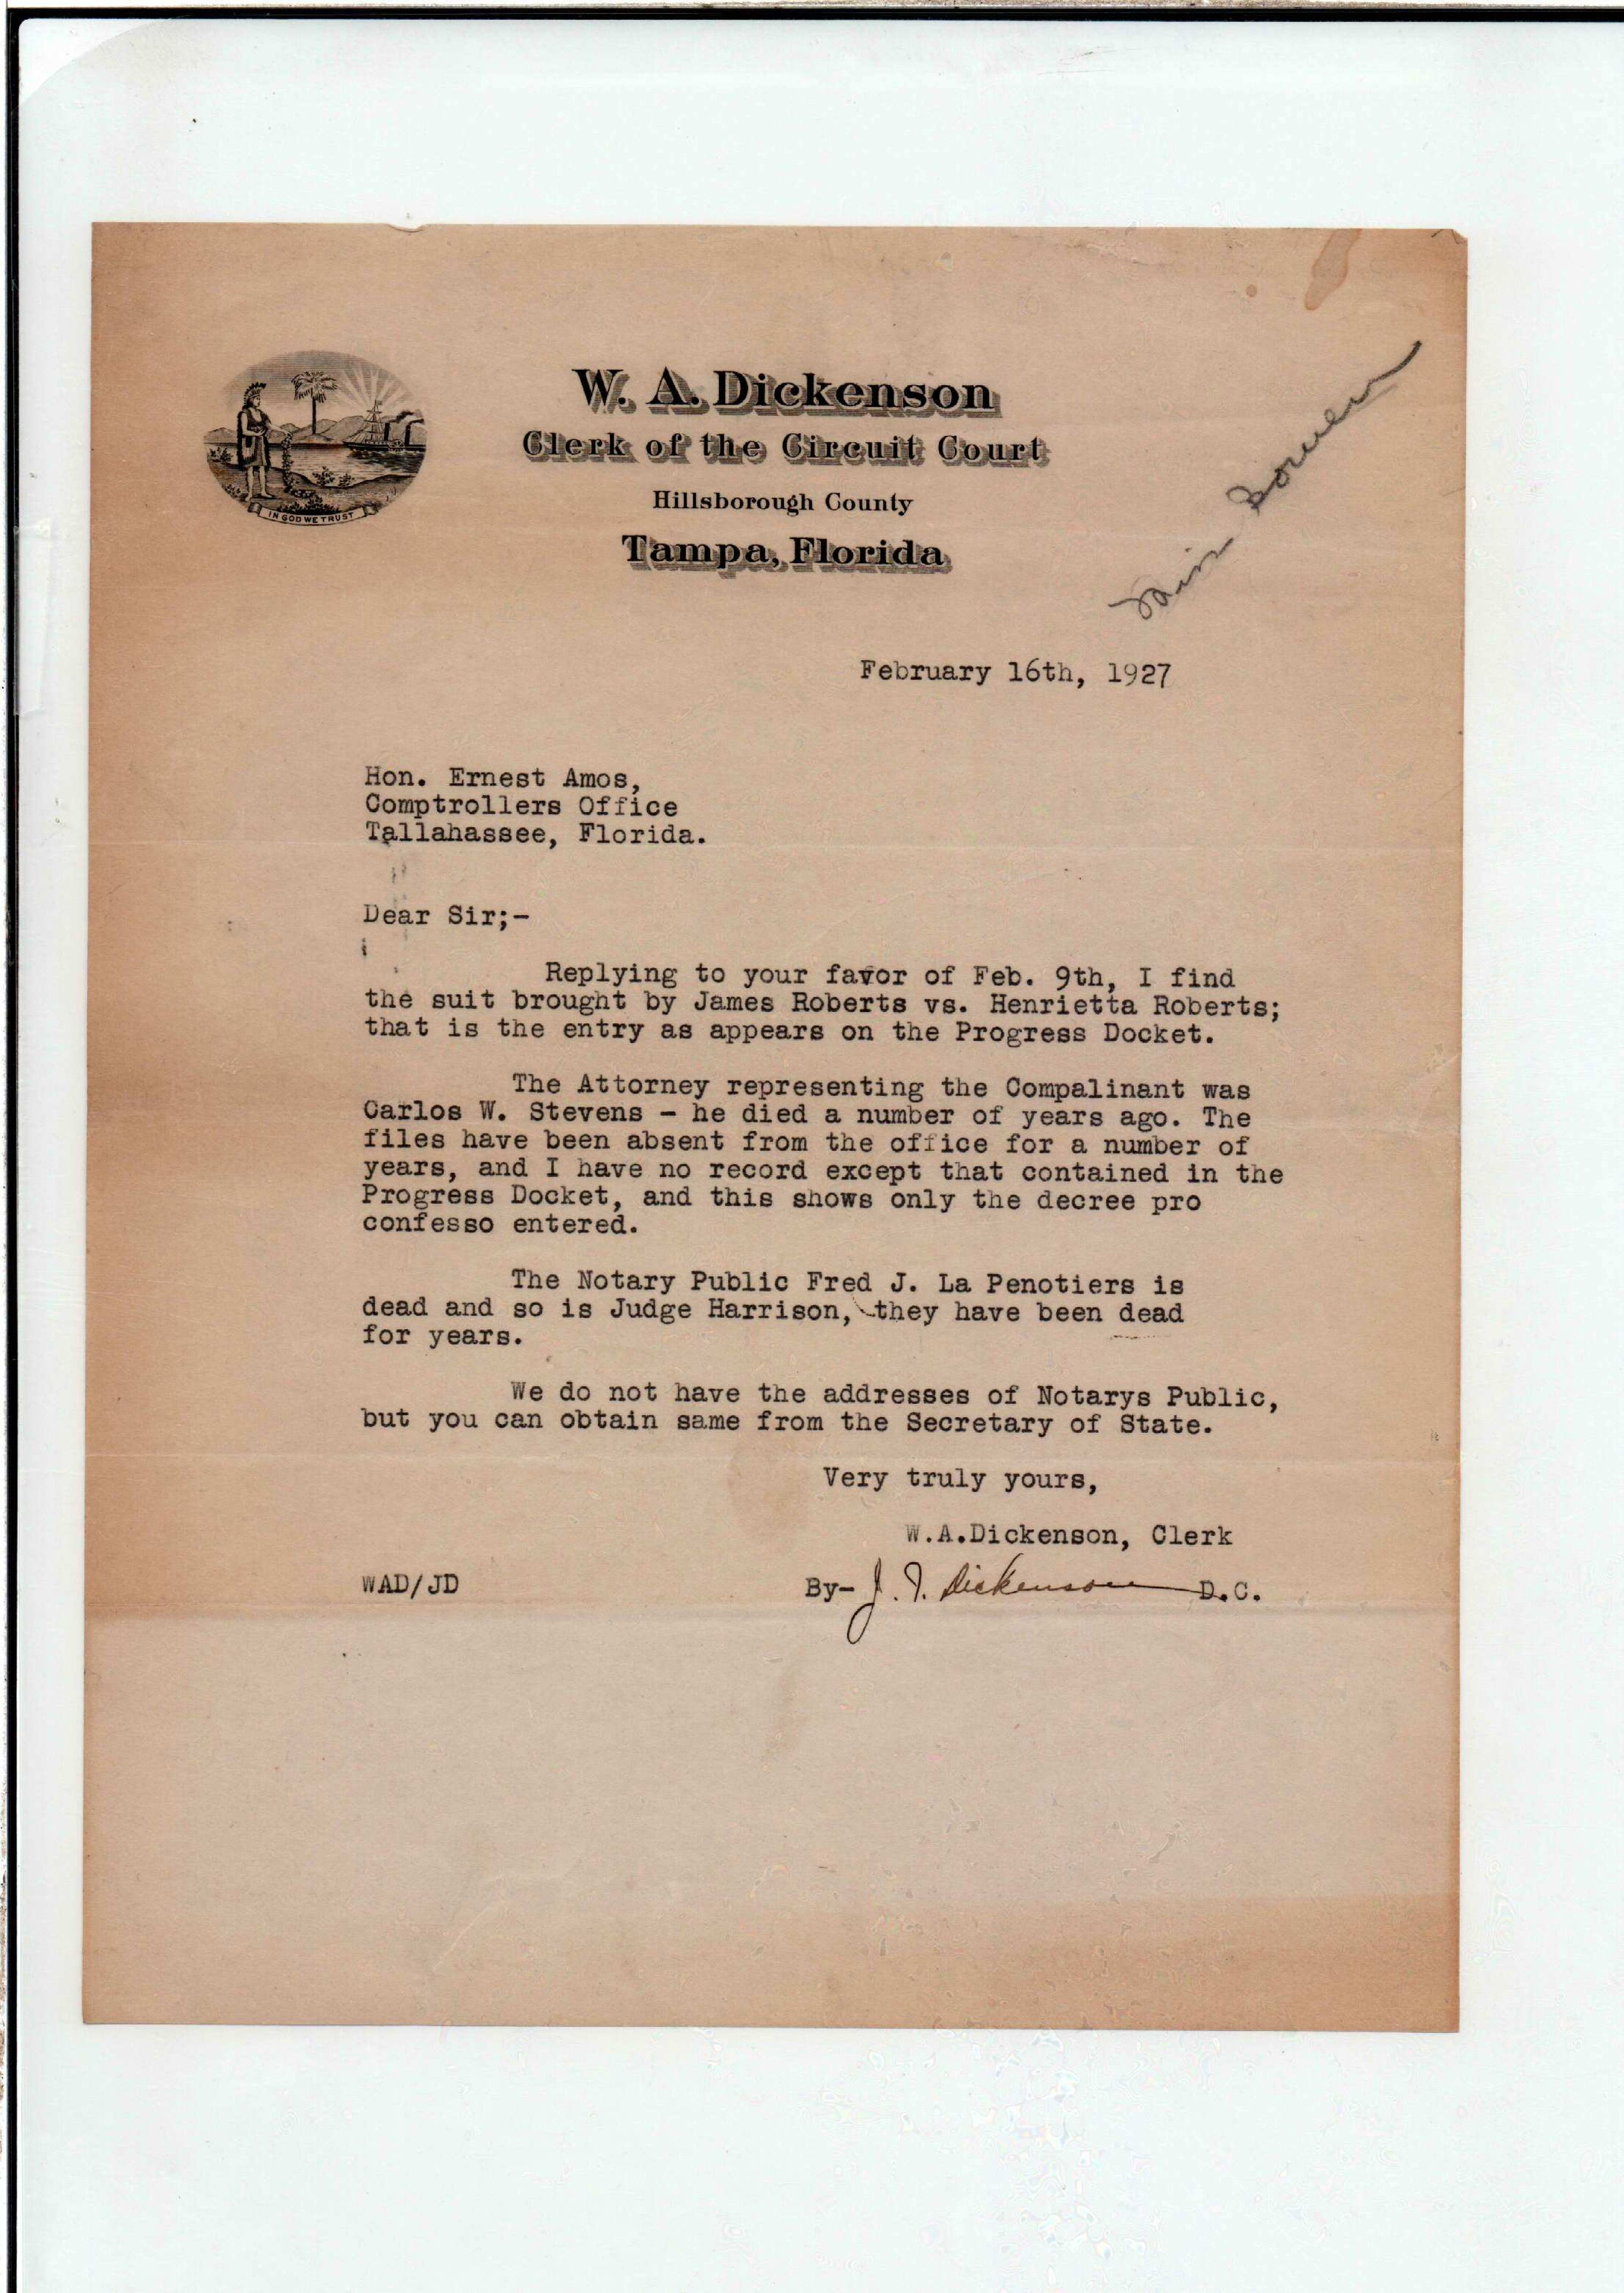 W. A. Dickenson
Clerk of the Circuit Court
Hillsborough County
Tampa, Florida
IN GOD WE TRUST
Miss Bowen
February 16th, 1927
Hon. Ernest Amos,
Comptrollers Office
Tallahassee, Florida.
Dear Sir;-
Replying to your favor of Feb. 9th, I find
the suit brought by James Roberts vs. Henrietta Roberts;
that is the entry as appears on the Progress Docket.
The Attorney representing the Compalinant was
Carlos W. Stevens - he died a number of years ago. The
files have been absent from the office for a number of
years, and I have no record except that contained in the
Progress Docket, and this shows only the decree pro
confesso entered.
The Notary Public Fred J. La Penotiers is
dead and so is Judge Harrison, they have been dead
for years.
We do not have the addresses of Notarys Public,
but you can obtain same from the Secretary of State.
Very truly yours,
W.A.Dickenson, Clerk
WAD/JD By- J. T. Dickenson D.C.